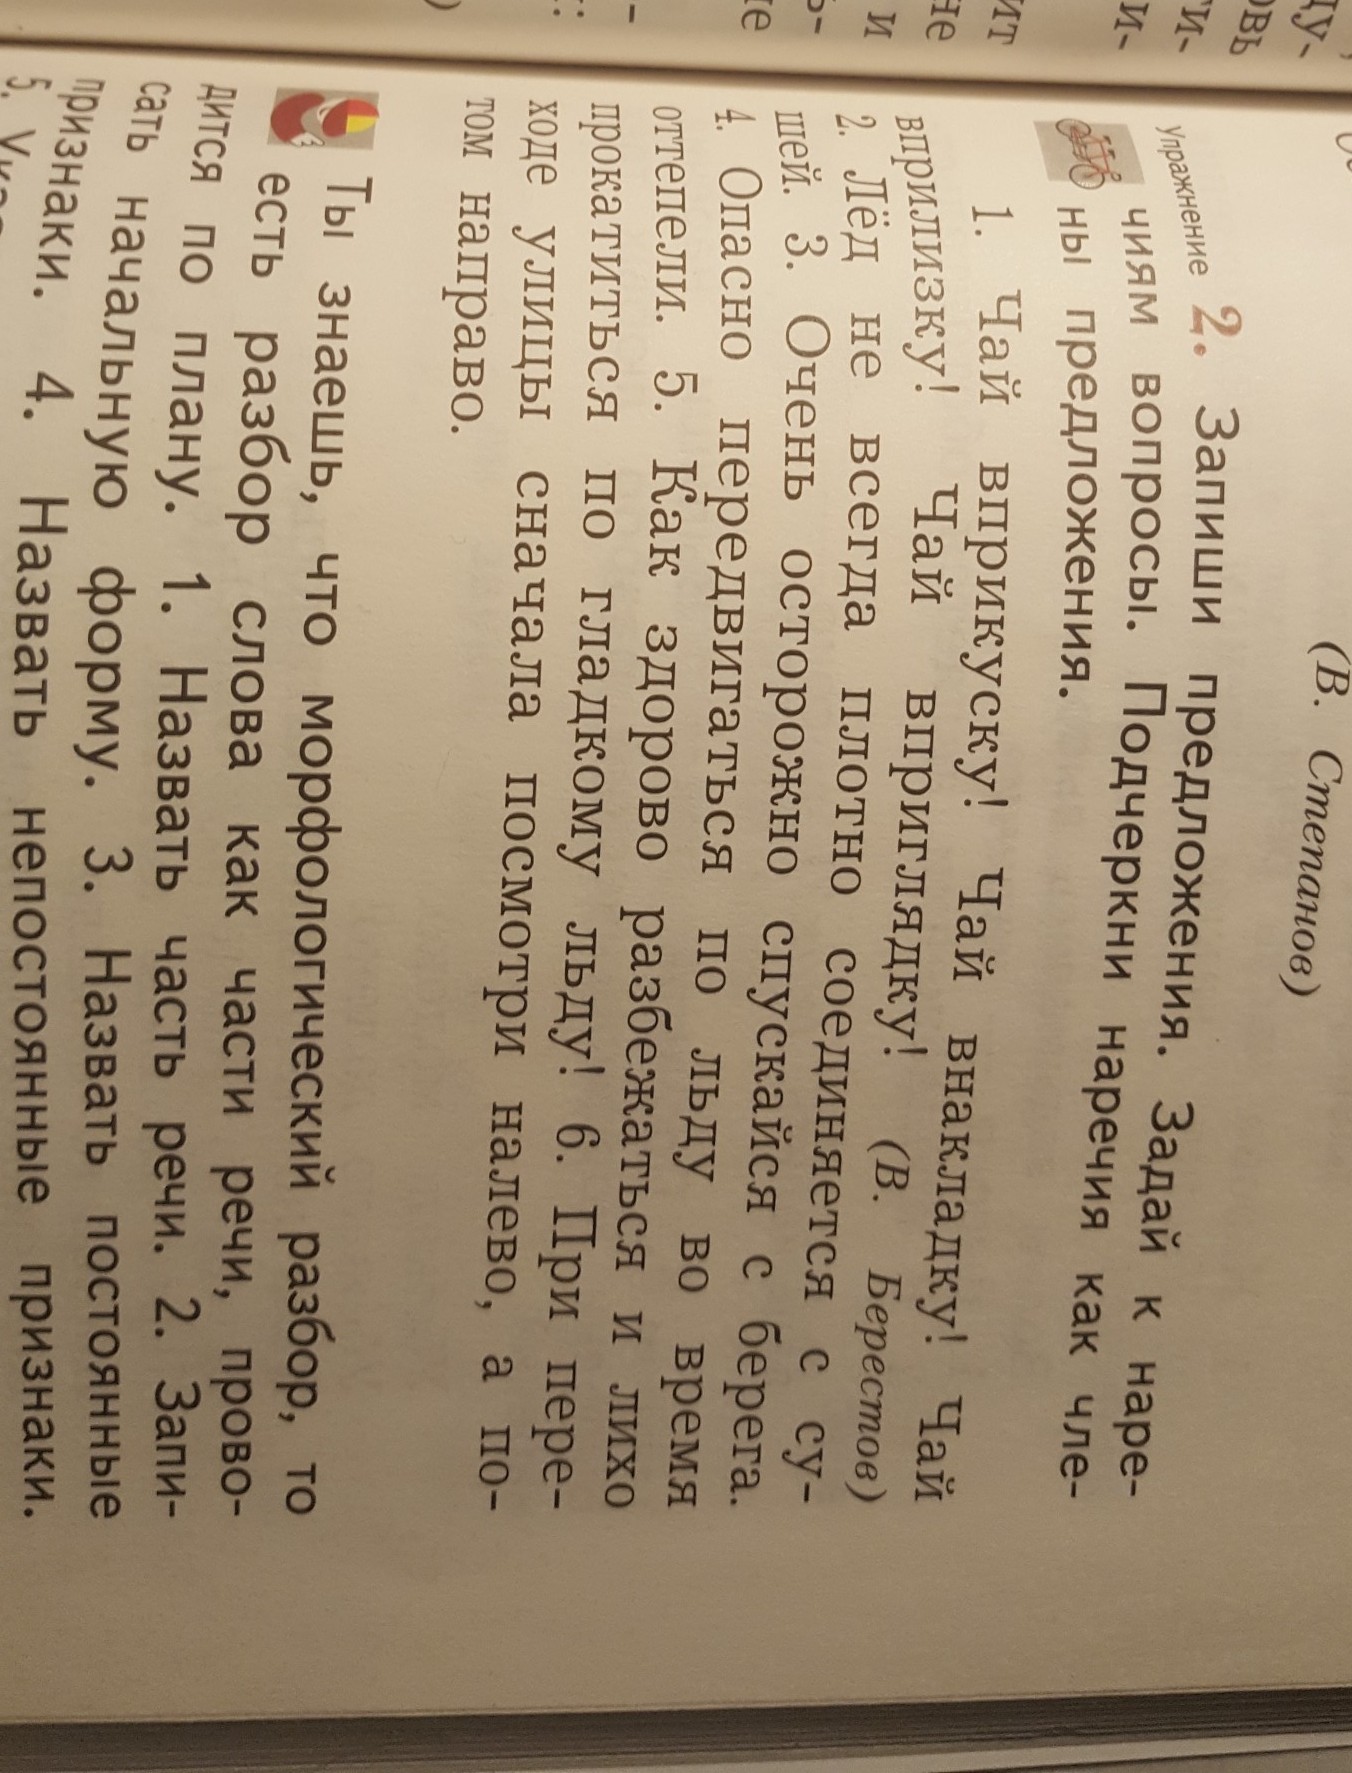 (В. Степанов)
Упражнение 2. Запиши предложения. Задай к наре-
чиям вопросы. Подчеркни наречия как чле-
ны предложения.
1. Чай вприкуску! Чай внакладку! Чай
вприлизку! Чай вприглядку! (В. Берестов)
2. Лёд не всегда плотно соединяется с су-
шей. 3. Очень осторожно спускайся с берега.
4. Опасно передвигаться по льду во время
оттепели. 5. Как здорово разбежаться и лихо
прокатиться по гладкому льду! 6. При пере-
ходе улицы сначала посмотри налево, а по-
том направо.
Ты знаешь, что морфологический разбор, то
есть разбор слова как части речи, прово-
дится по плану. 1. Назвать часть речи. 2. Запи-
сать начальную форму. 3. Назвать постоянные
признаки. 4. Назвать непостоянные признаки.
5.